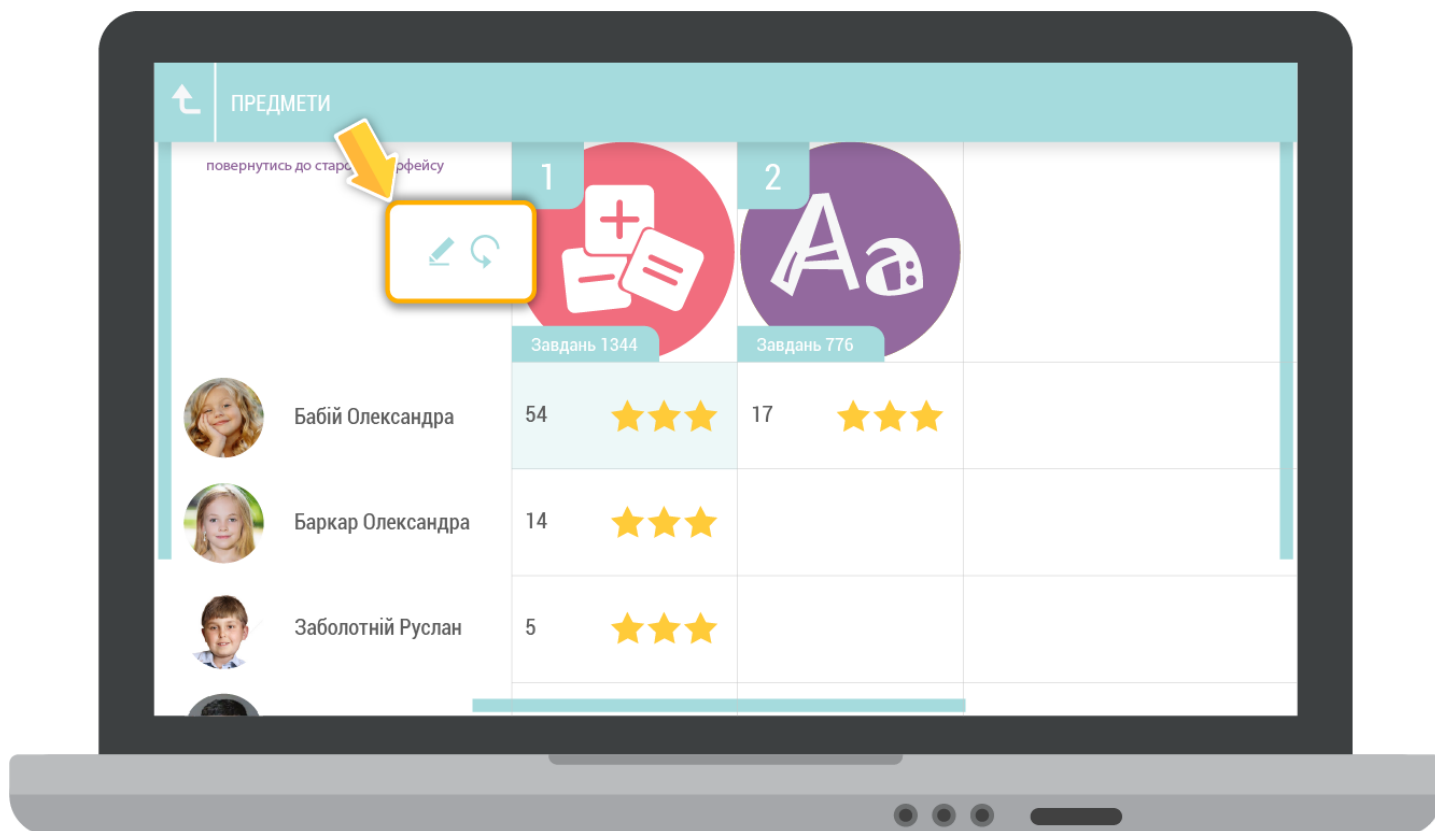 ПРЕДМЕТИ
повернутись до
1
2
Aa
Завдань 1344
Завдань 776
Бабій Олександра
54
17
Баркар Олександра
14
Заболотній Руслан
5